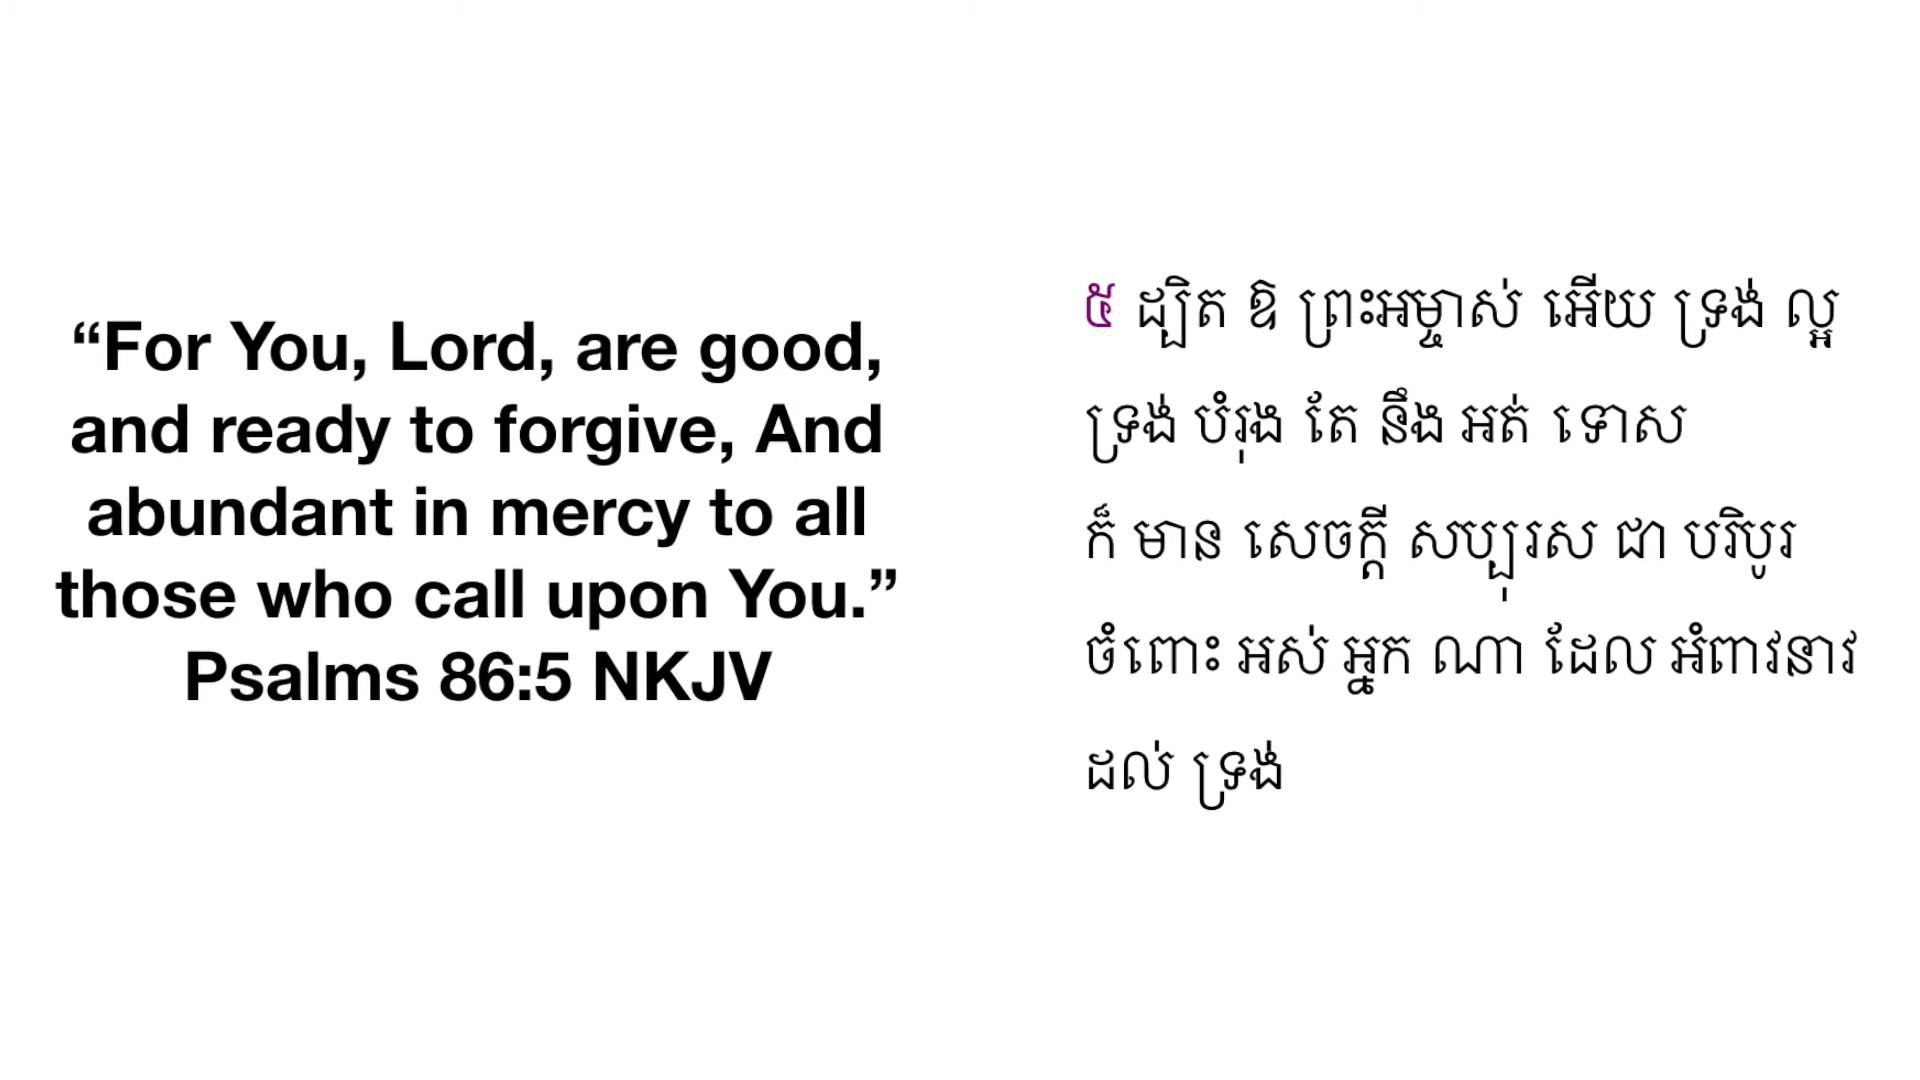 “For You, Lord, are good,
and ready to forgive, And
abundant in mercy to all
those who call upon You.”
Psalms 86:5 NKJV
៥ ដ្បិត ឱ ព្រះអម្ចាស់ អើយ ទ្រង់ ល្អ
ទ្រង់ បំរុង តែ នឹង អត់ ទោស
ក៏ មាន សេចក្តី សប្បុរស ជា បរិបូរ
ចំពោះ អស់ អ្នក ណា ដែល អំពាវនាវ
ដល់ ទ្រង់